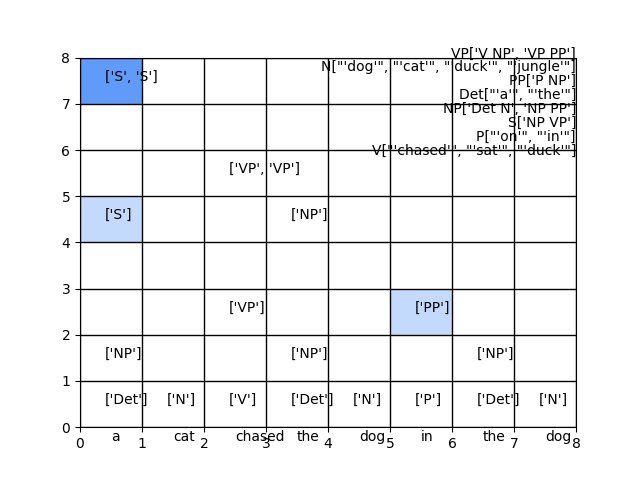 VP['V NP', 'VP PP']
8
['S', 'S']
N["'dog'", "'cat'", "'duck'", "'jungle'"]
PP['P NP']
Det["'a'", "'the'"]
7
NP['Det N', 'NP PP']
S['NP VP']
P["'on'", "'in'"]
6
V["'chased'", "'sat'", "'duck'"]
['VP', 'VP']
5
['S']
['NP']
4
3
['VP']
['PP']
2
['NP']
['NP']
['NP']
1
['Det'] ['N'] ['V'] ['Det'] ['N'] ['P'] ['Det'] ['N']
0
a cat chased the dog in the dog
0 1 2 3 4 5 6 7 8